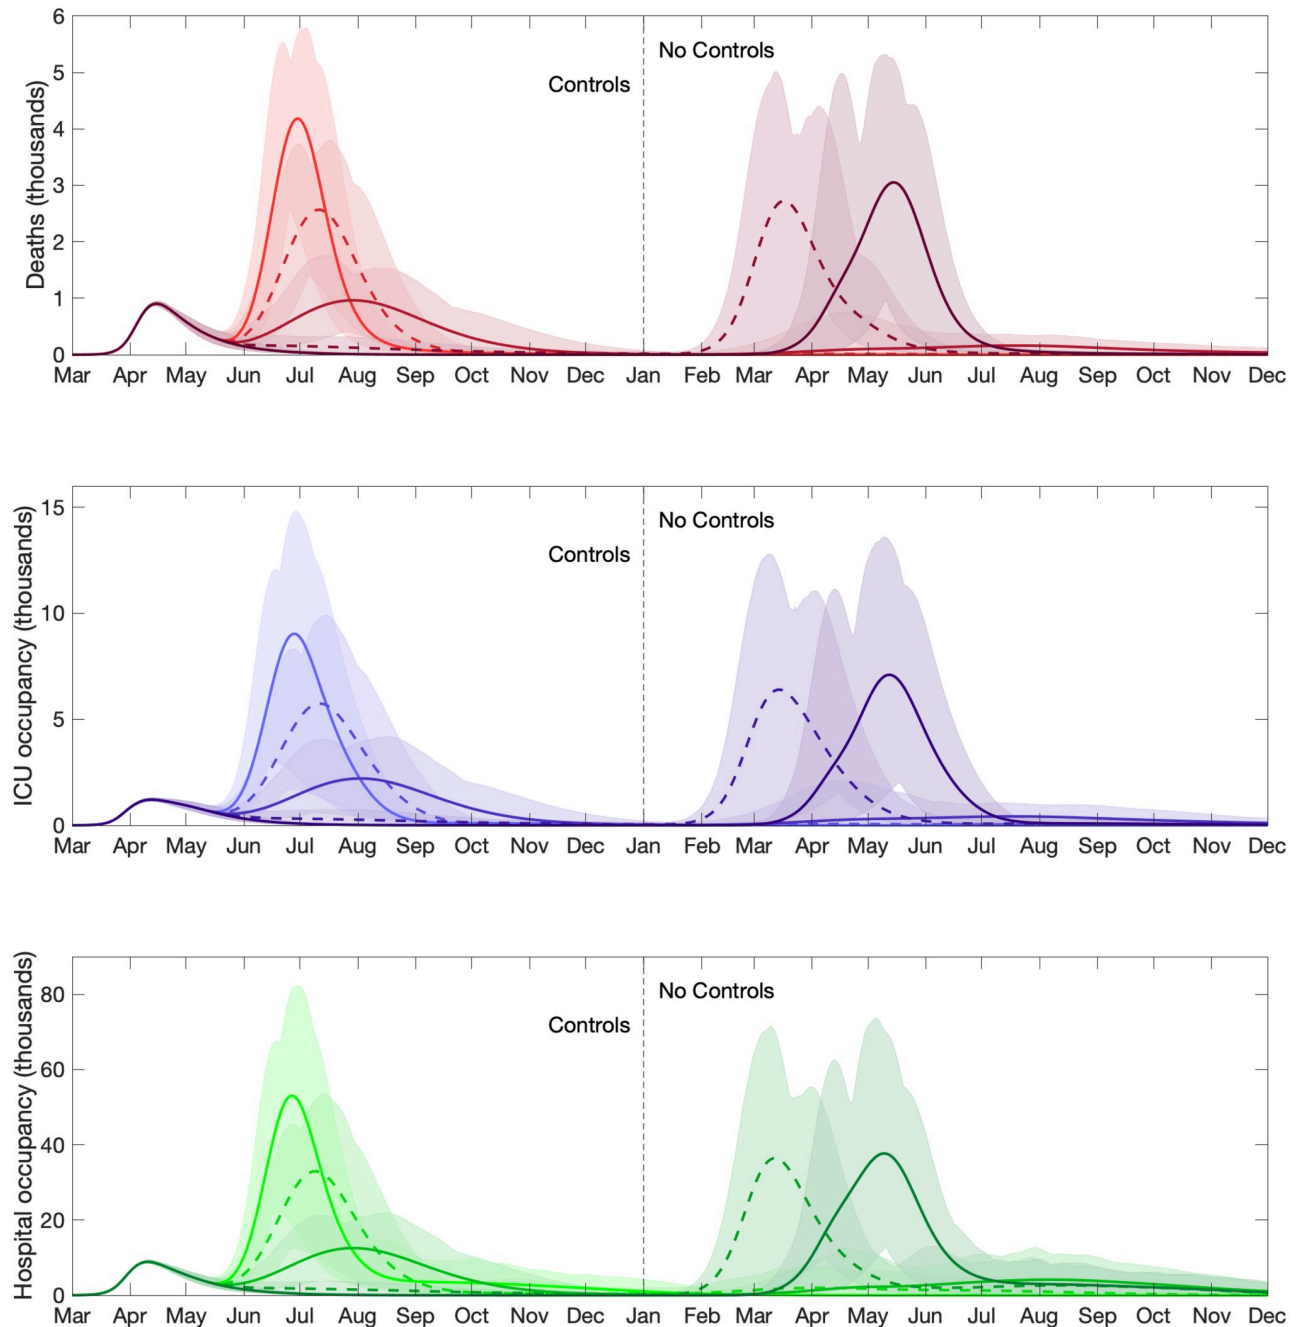 Deaths (thousands)
6
5
4
3
2
1
0
Controls
No Controls
Mar Apr May Jun Jul Aug Sep Oct Nov Dec Jan Feb Mar Apr May Jun Jul Aug Sep Oct Nov Dec
ICU occupancy (thousands)
15
10
5
0
Controls
No Controls
Mar Apr May Jun Jul Aug Sep Oct Nov Dec Jan Feb Mar Apr May Jun Jul Aug Sep Oct Nov Dec
Hospital occupancy (thousands)
80
60
40
20
0
Controls
No Controls
Mar Apr May Jun Jul Aug Sep Oct Nov Dec Jan Feb Mar Apr May Jun Jul Aug Sep Oct Nov Dec